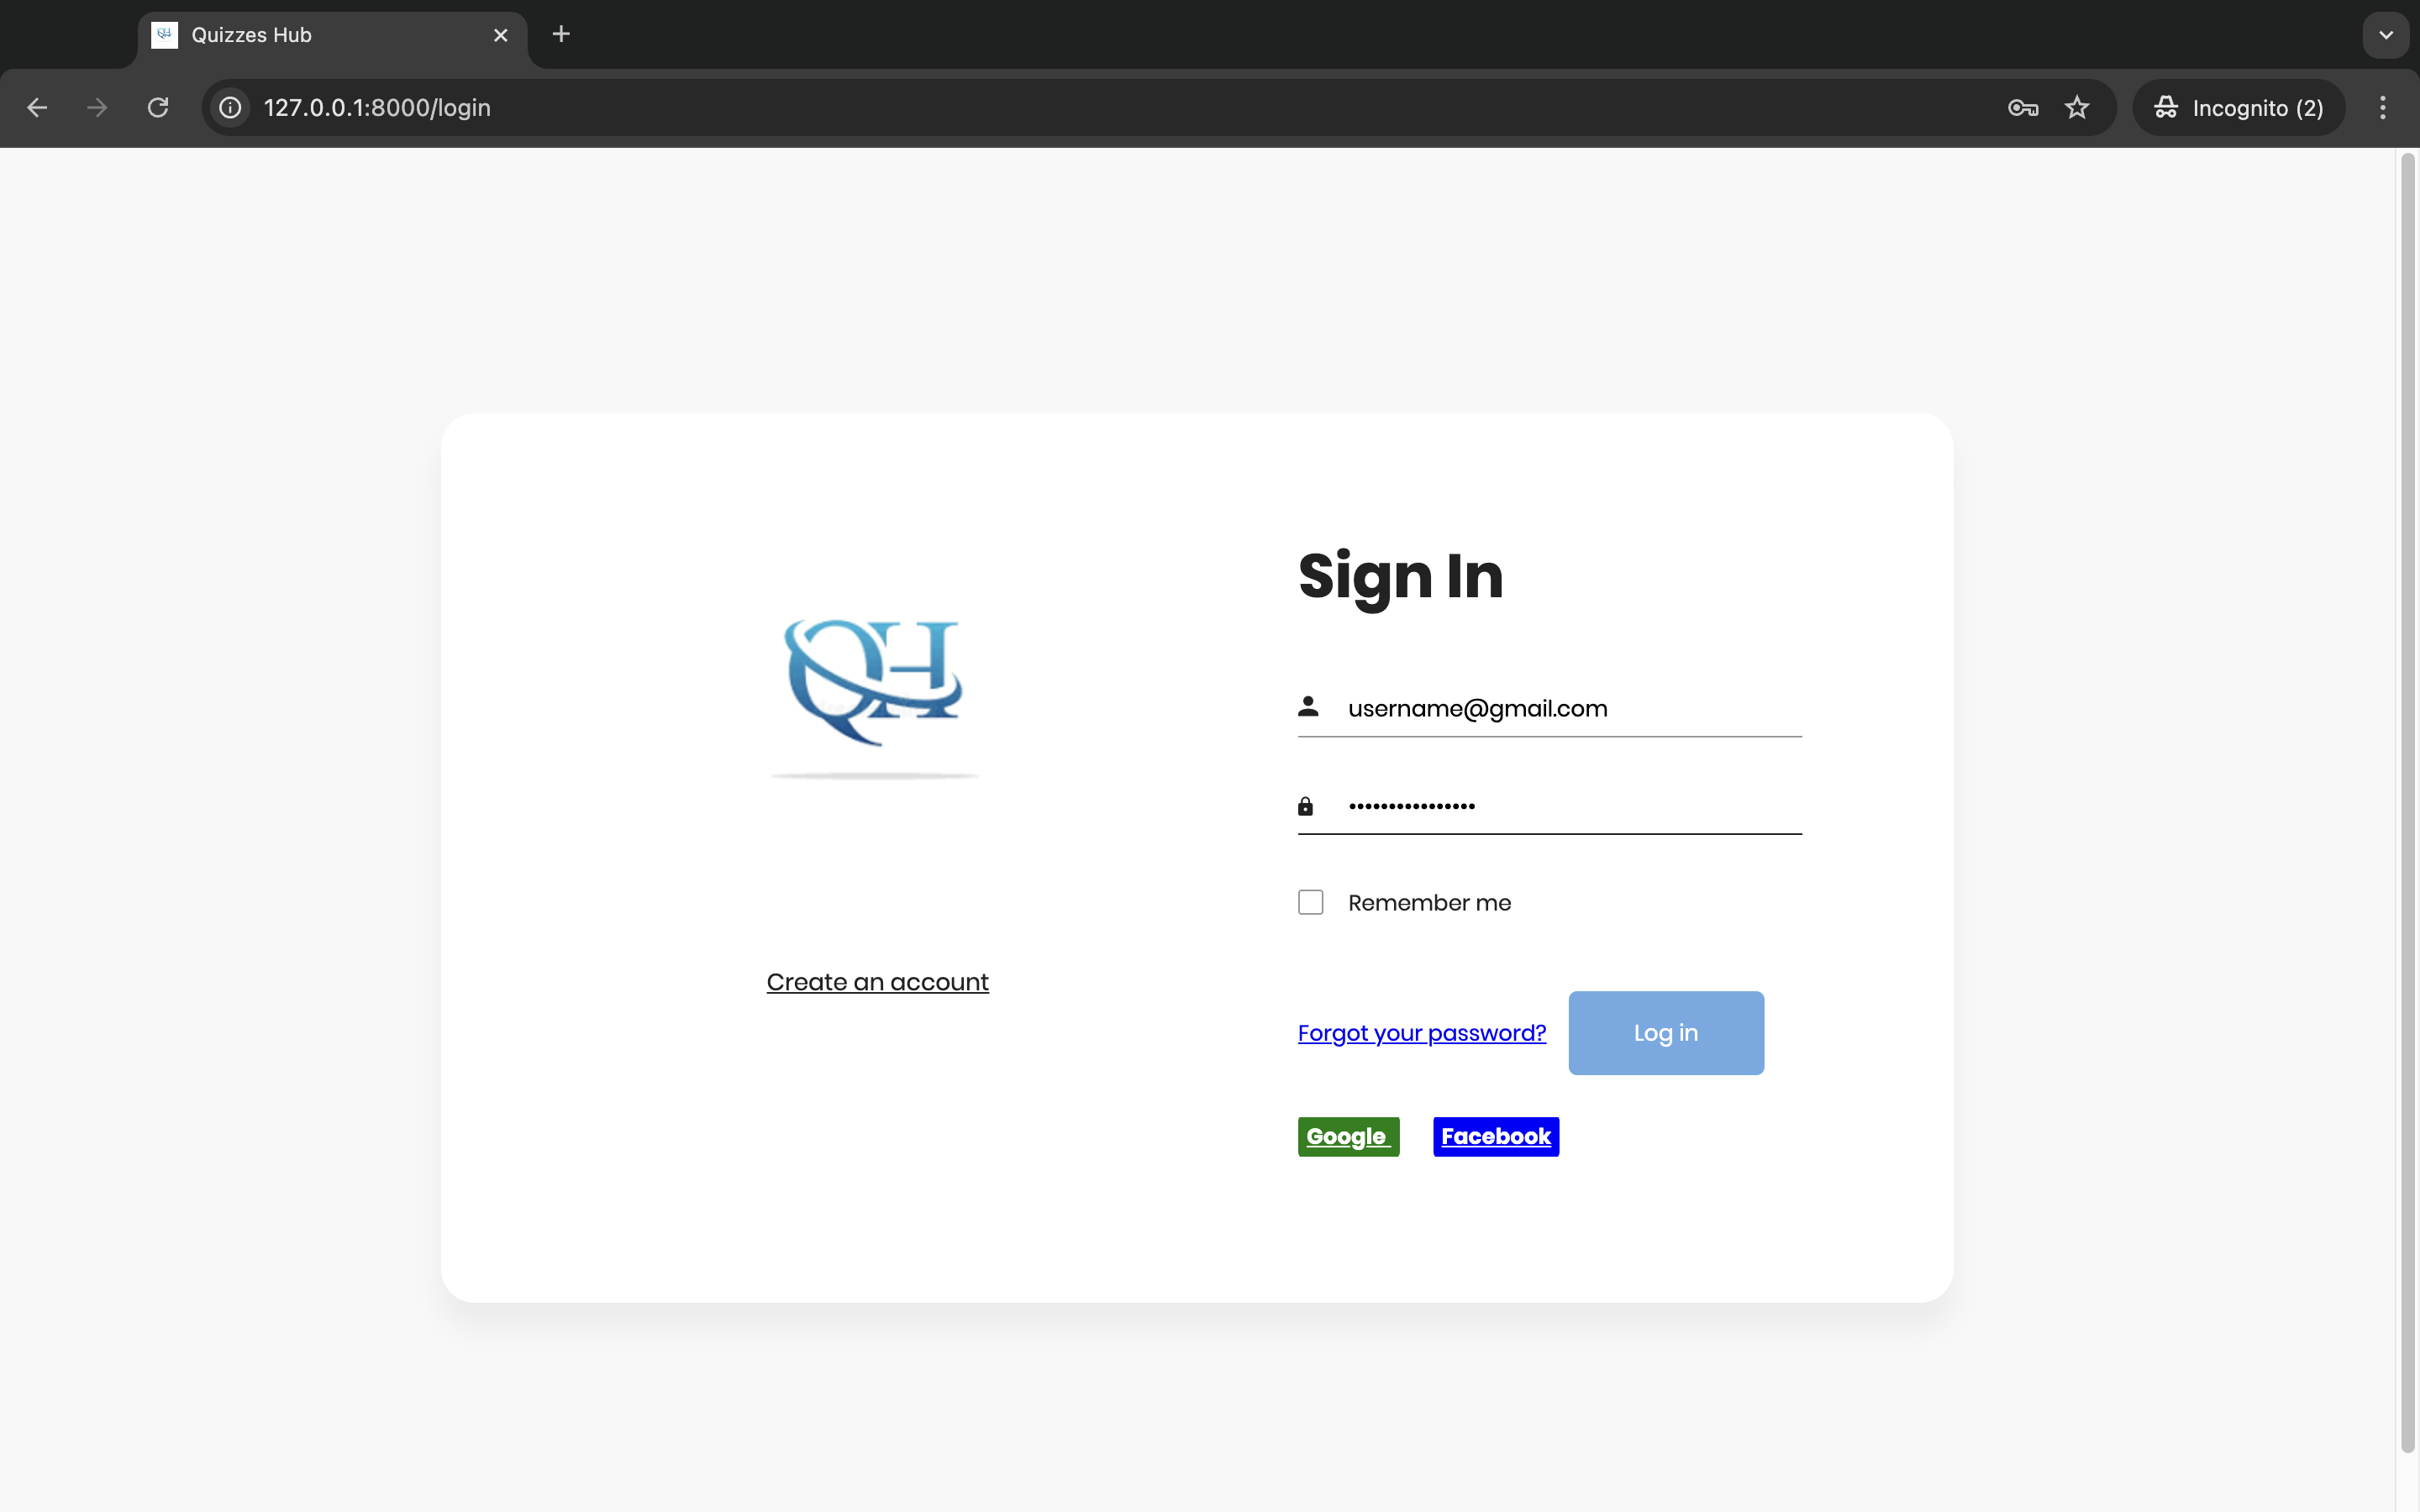 Quizzes Hub
127.0.0.1:8000/login
Incognito (2)
QH
Sign In
username@gmail.com
••••••••••••••••
Remember me
Create an account
Forgot your password?
Log in
Google
Facebook